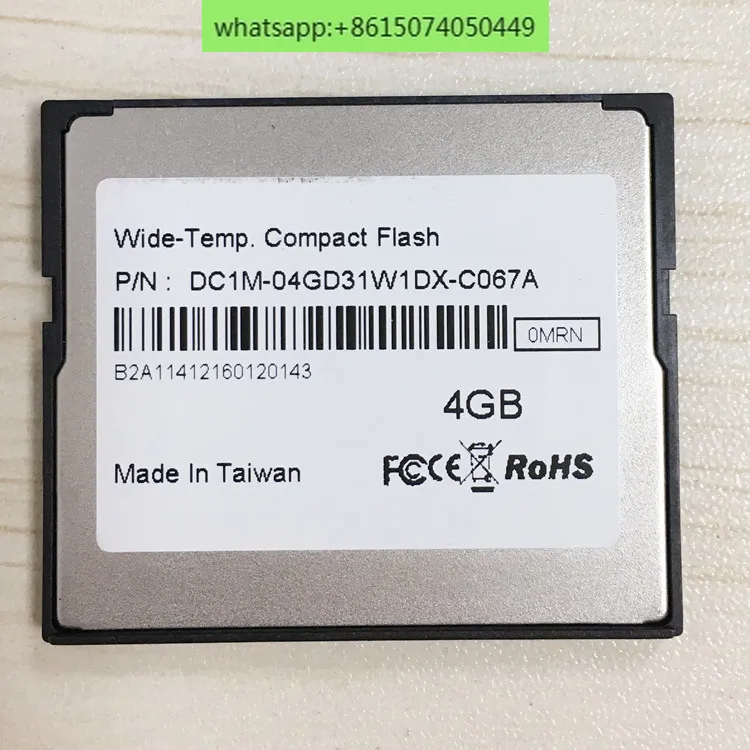 whatsapp:+8615074050449
Wide-Temp. Compact Flash
P/N : DC1M-04GD31W1DX-C067A
0MRN
B2A11412160120143
4GB
Made In Taiwan
FC CE RoHS